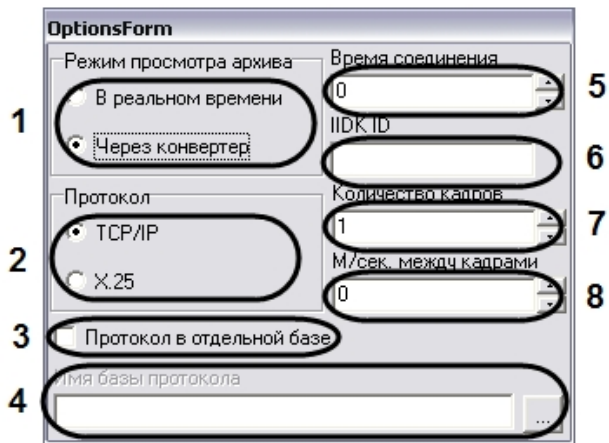 OptionsForm
Режим просмотра архива
1
В реальном времени
Через конвертер
Время соединения
0
5
IIDK ID
6
Протокол
2
TCP/IP
X.25
Количество кадров
1
7
М/сек. между кадрами
0
8
3
Протокол в отдельной базе
Имя базы протокола
4
...